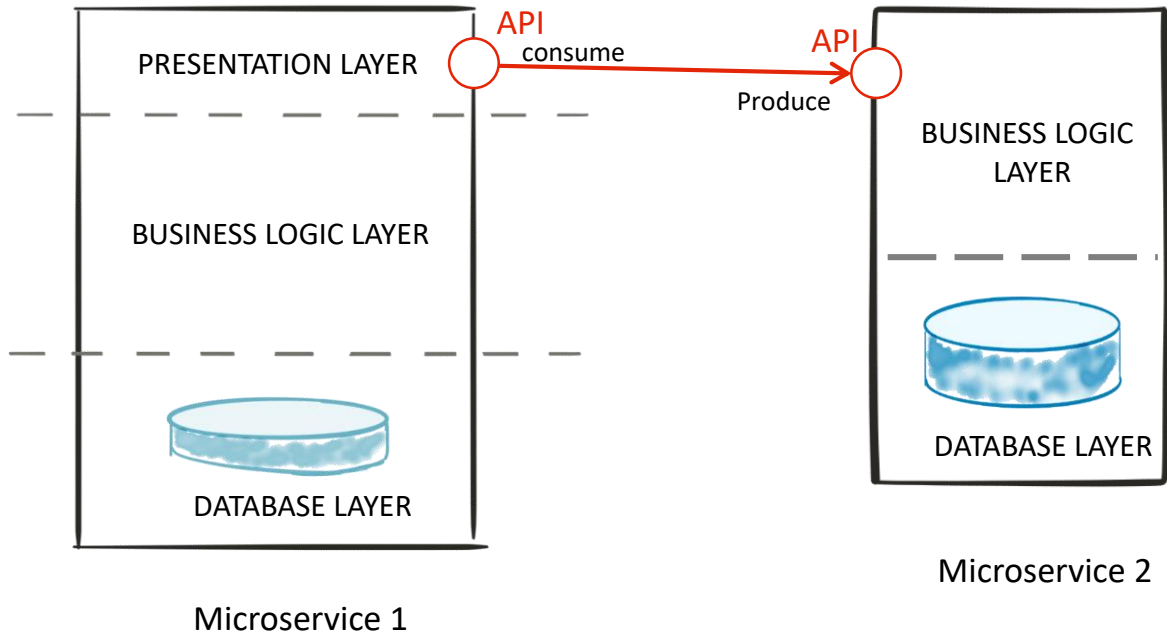 API
PRESENTATION LAYER
consume
API
Produce
BUSINESS LOGIC
LAYER
BUSINESS LOGIC LAYER
DATABASE LAYER
DATABASE LAYER
Microservice 2
Microservice 1